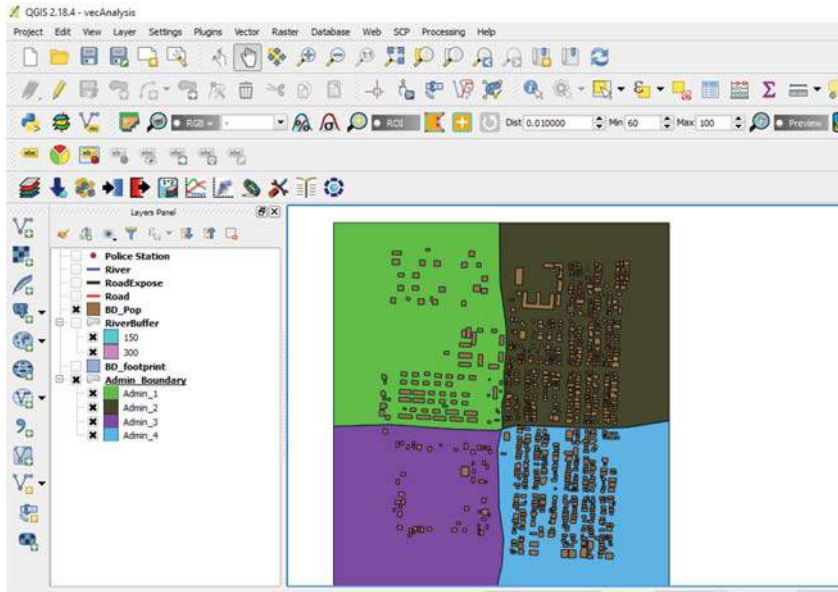 QGIS 2.18.4 - vecAnalysis
Project Edit View Layer Settings Plugins Vector Raster Database Web SCP Processing Help
RGB = - ROI Dist 0.010000 Min 60 Max 100 Preview
Layers Panel
Police Station
River
RoadExpose
Road
BD_Pop
RiverBuffer
150
300
BD_footprint
Admin_Boundary
Admin_1
Admin_2
Admin_3
Admin_4